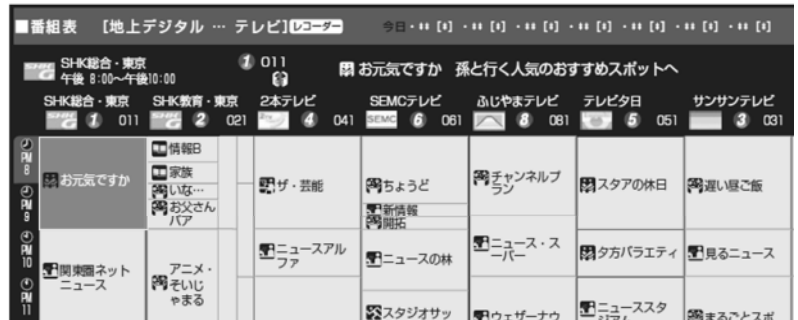 ■番組表 [地上デジタル … テレビ] レコーダー 今日・
SHK総合・東京 1 011 お元気ですか 孫と行く人気のおすすめスポットへ
午後 8:00～午後10:00
SHK総合・東京 SHK教育・東京 2本テレビ SEMCテレビ ふじやまテレビ テレビ夕日 サンサンテレビ
SHK G 1 011 SHK G 2 021 4 041 SEMC 6 061 8 081 5 051 3 031
PM 8
PM 9
PM 10
PM 11
お元気ですか
関東圏ネット
ニュース
情報B
家族
いな…
お父さん
バア
アニメ・
そいじ
ゃまる
ザ・芸能
ニュースアル
ファ
ちょうど
新情報
開拓
ニュースの林
スタジオサッ
チャンネルプ
ラン
ニュース・ス
ーパー
ウェザーナウ
スタアの休日
夕方バラエティ
ニューススタ
ジアム
遅い昼ご飯
見るニュース
まるごとスポ